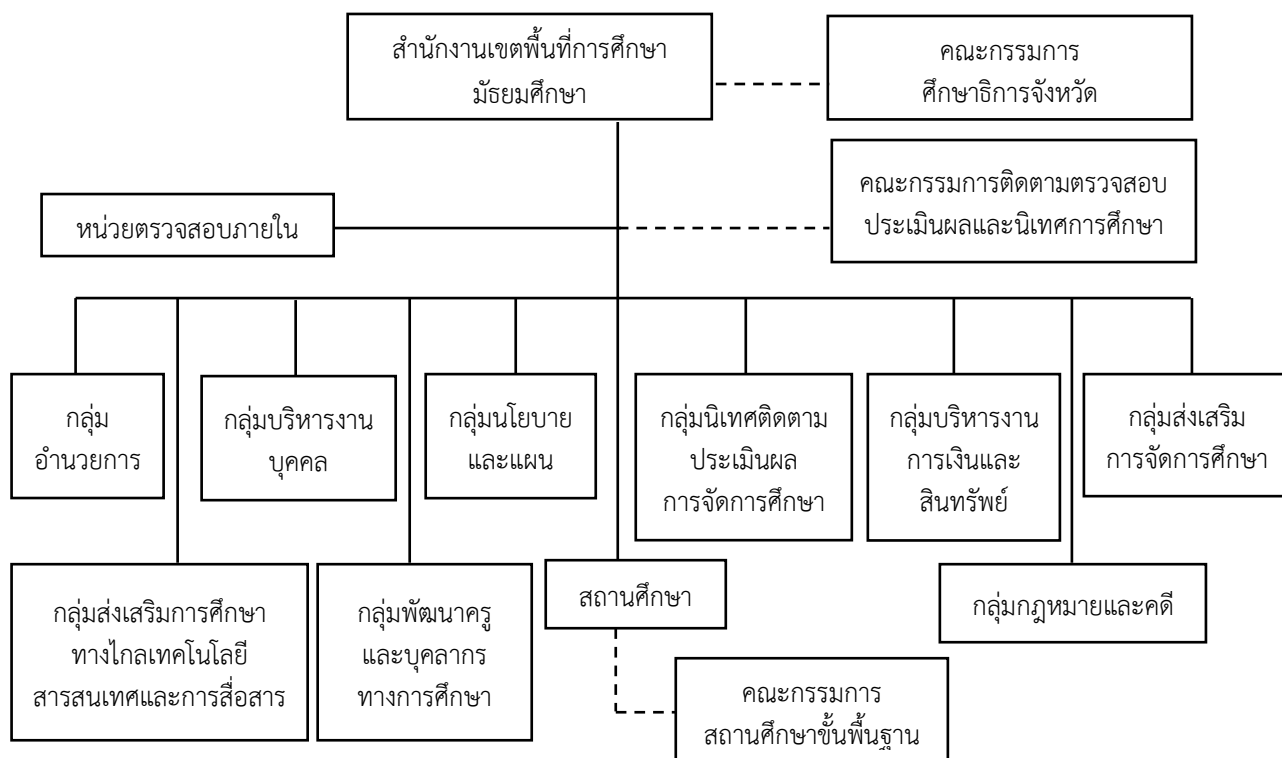 สำนักงานเขตพื้นที่การศึกษา
มัธยมศึกษา
คณะกรรมการ
ศึกษาธิการจังหวัด
คณะกรรมการติดตามตรวจสอบ
ประเมินผลและนิเทศการศึกษา
หน่วยตรวจสอบภายใน
กลุ่ม
อำนวยการ
กลุ่มบริหารงาน
บุคคล
กลุ่มนโยบาย
และแผน
กลุ่มนิเทศติดตาม
ประเมินผล
การจัดการศึกษา
กลุ่มบริหารงาน
การเงินและ
สินทรัพย์
กลุ่มส่งเสริม
การจัดการศึกษา
กลุ่มส่งเสริมการศึกษา
ทางไกลเทคโนโลยี
สารสนเทศและการสื่อสาร
กลุ่มพัฒนาครู
และบุคลากร
ทางการศึกษา
สถานศึกษา
กลุ่มกฎหมายและคดี
คณะกรรมการ
สถานศึกษาขั้นพื้นฐาน